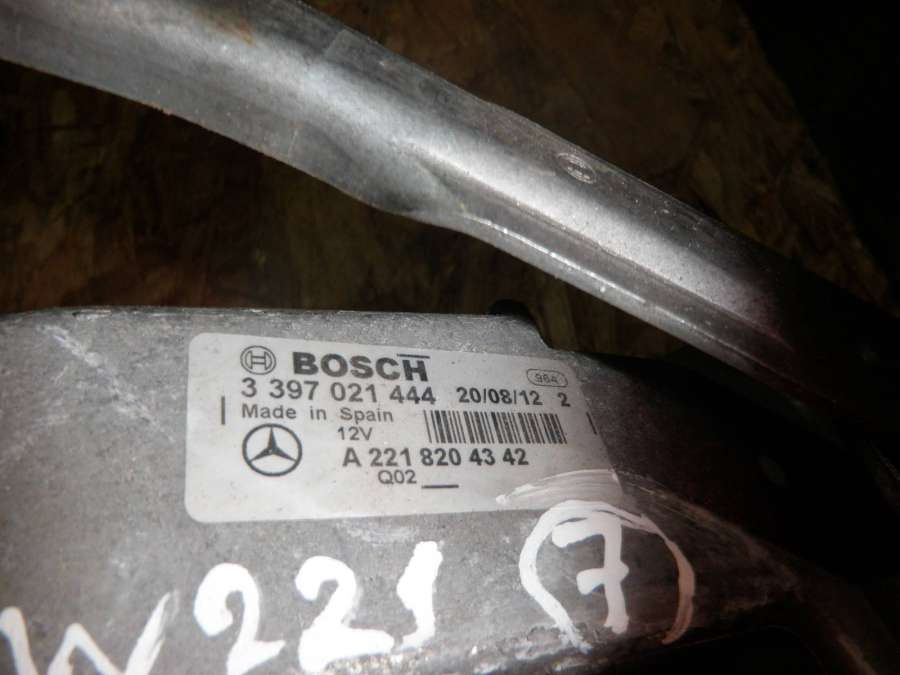 BOSCH
964
3 397 021 444 20/08/12 2
Made in Spain
12V
A 221 820 43 42
Q02
W221 (7)